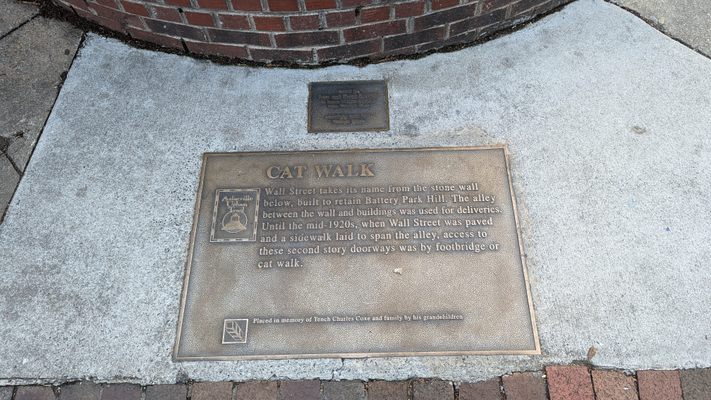 CAT WALK
Wall Street takes its name from the stone wall
below, built to retain Battery Park Hill. The alley
between the wall and buildings was used for deliveries.
Until the mid-1920s, when Wall Street was paved
and a sidewalk laid to span the alley, access to
these second story doorways was by footbridge or
cat walk.
Asheville
Urban
Trail
Placed in memory of Tench Charles Coxe and family by his grandchildren